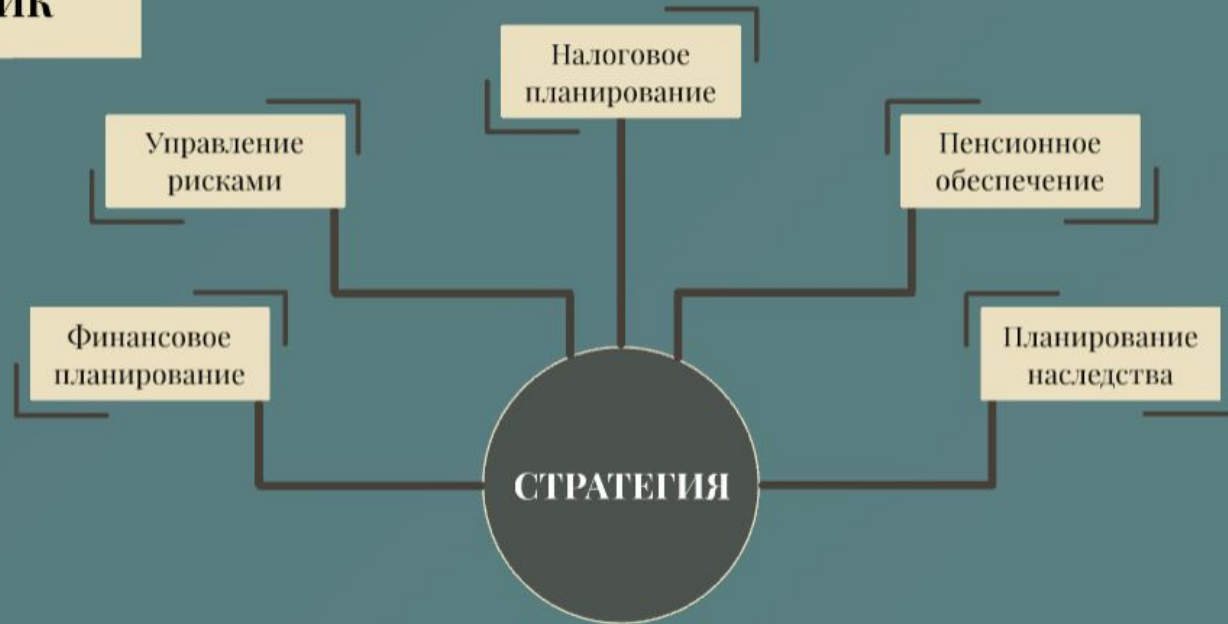 Налоговое
планирование
Управление
рисками
Пенсионное
обеспечение
Финансовое
планирование
Планирование
наследства
СТРАТЕГИЯ